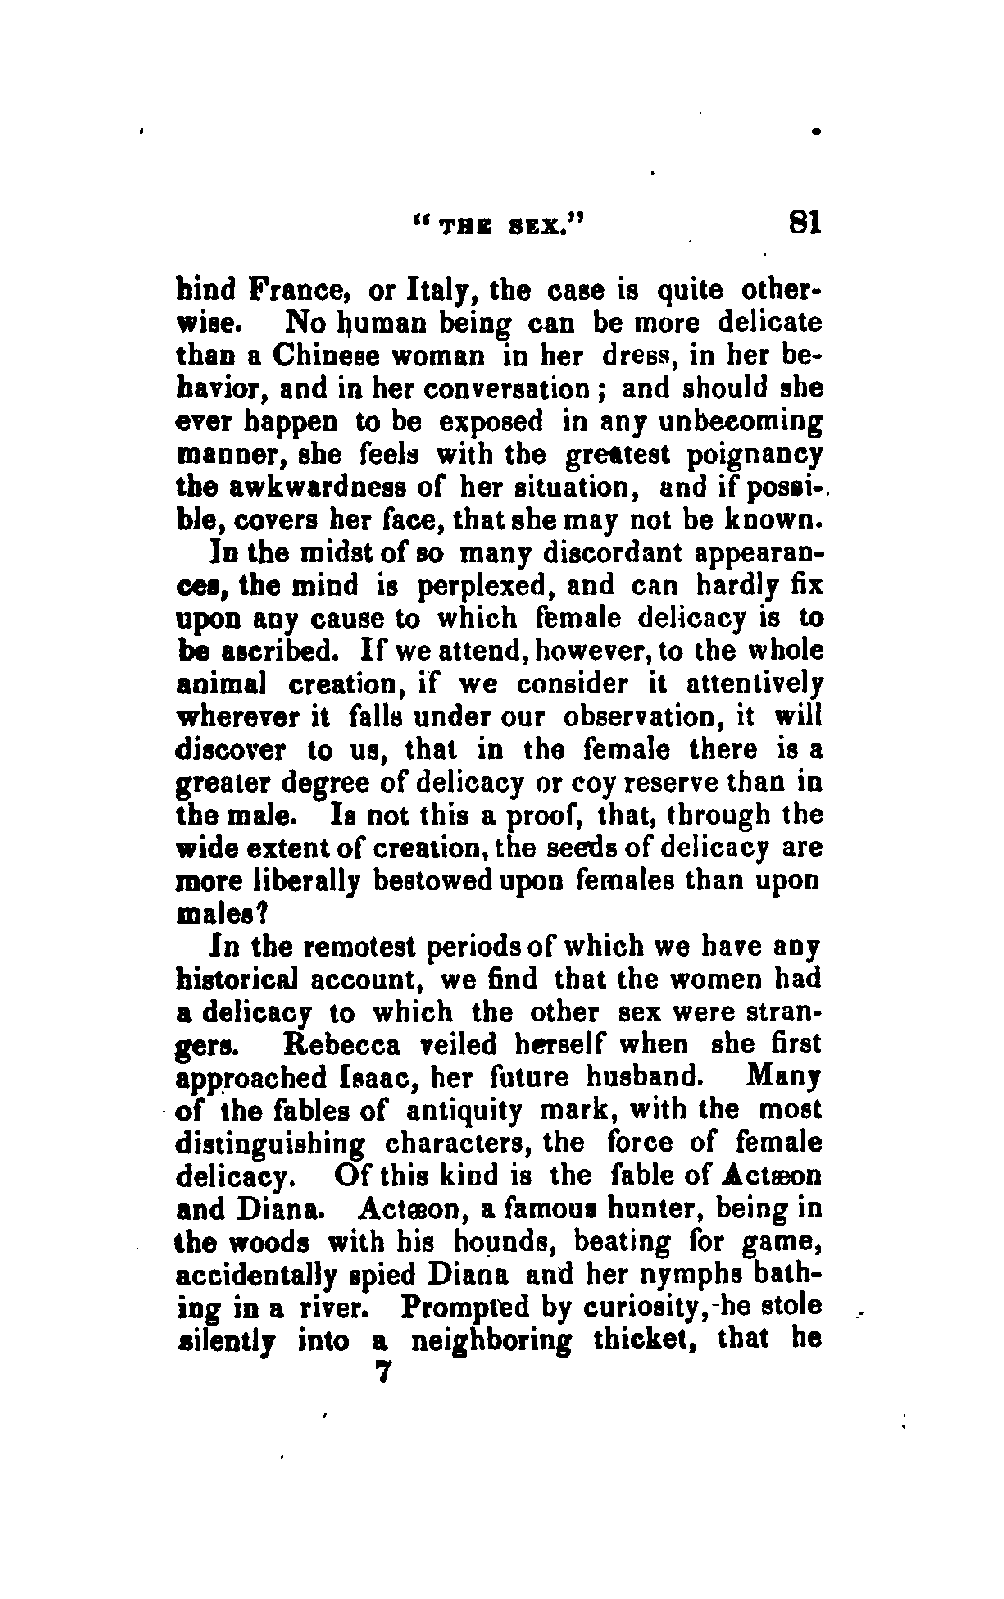 “ THE SEX.” 81
hind France, or Italy, the case is quite other-
wise. No human being can be more delicate
than a Chinese woman in her dress, in her be-
havior, and in her conversation ; and should she
ever happen to be exposed in any unbecoming
manner, she feels with the greatest poignancy
the awkwardness of her situation, and if possi-
ble, covers her face, that she may not be known.
In the midst of so many discordant appearan-
ces, the mind is perplexed, and can hardly fix
upon any cause to which female delicacy is to
be ascribed. If we attend, however, to the whole
animal creation, if we consider it attentively
wherever it falls under our observation, it will
discover to us, that in the female there is a
greater degree of delicacy or coy reserve than in
the male. Is not this a proof, that, through the
wide extent of creation, the seeds of delicacy are
more liberally bestowed upon females than upon
males?
In the remotest periods of which we have any
historical account, we find that the women had
a delicacy to which the other sex were stran-
gers. Rebecca veiled herself when she first
approached Isaac, her future husband. Many
of the fables of antiquity mark, with the most
distinguishing characters, the force of female
delicacy. Of this kind is the fable of Actæon
and Diana. Actæon, a famous hunter, being in
the woods with his hounds, beating for game,
accidentally spied Diana and her nymphs bath-
ing in a river. Prompted by curiosity, he stole
silently into a neighboring thicket, that he
7